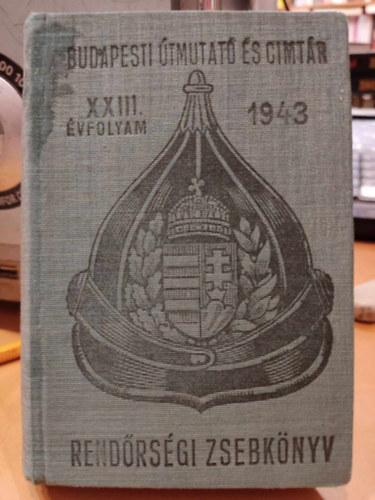 BUDAPESTI ÚTMUTATÓ ÉS CIMTÁR
XXIII. 1943
ÉVFOLYAM
RENDŐRSÉGI ZSEBKÖNYV